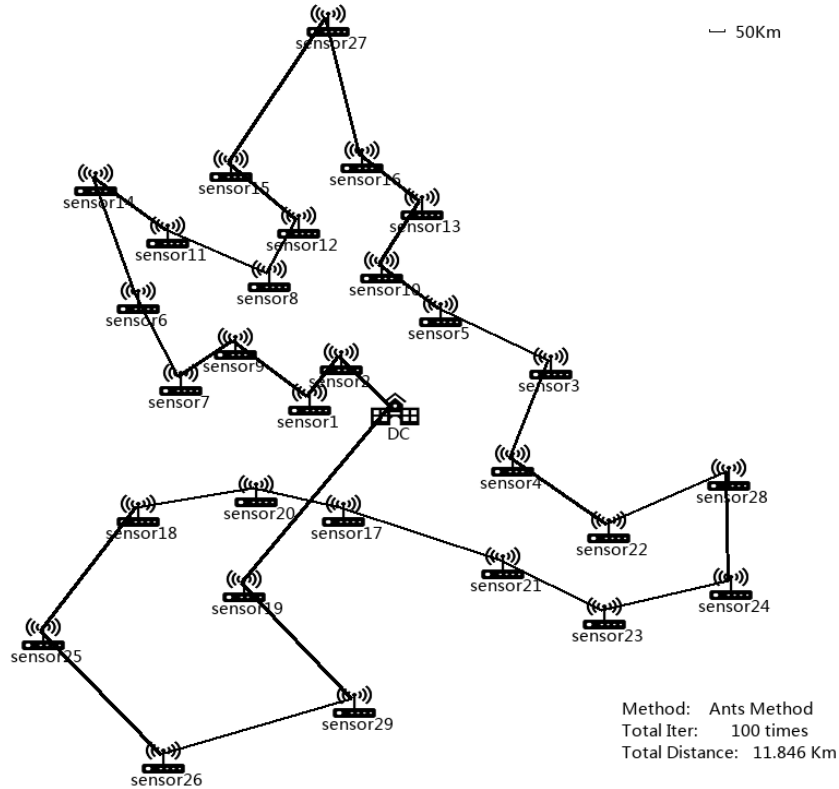 50Km
sensor27
sensor15
sensor16
sensor14
sensor13
sensor12
sensor11
sensor10
sensor8
sensor6
sensor5
sensor9
sensor2
sensor3
sensor7
sensor1
DC
sensor4
sensor28
sensor20
sensor18
sensor17
sensor22
sensor21
sensor19
sensor24
sensor23
sensor25
sensor29
sensor26
Method: Ants Method
Total Iter: 100 times
Total Distance: 11.846 Km